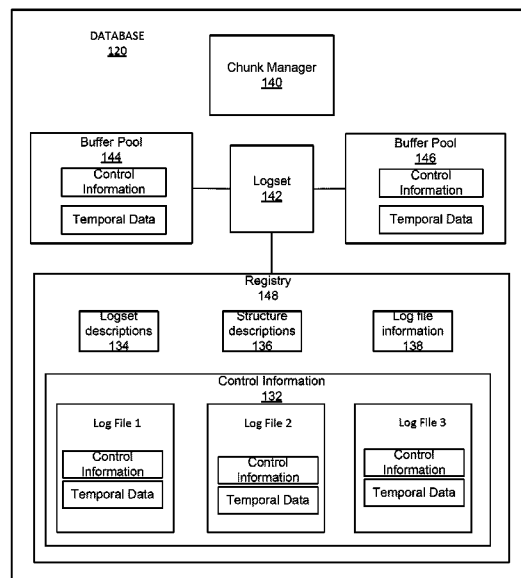 DATABASE
120
Chunk Manager
140
Buffer Pool
144
Control
Information
Temporal Data
Logset
142
Buffer Pool
146
Control
Information
Temporal Data
Registry
148
Logset
descriptions
134
Structure
descriptions
136
Log file
information
138
Control Information
132
Log File 1
Control
Information
Temporal Data
Log File 2
Control
Information
Temporal Data
Log File 3
Control
Information
Temporal Data